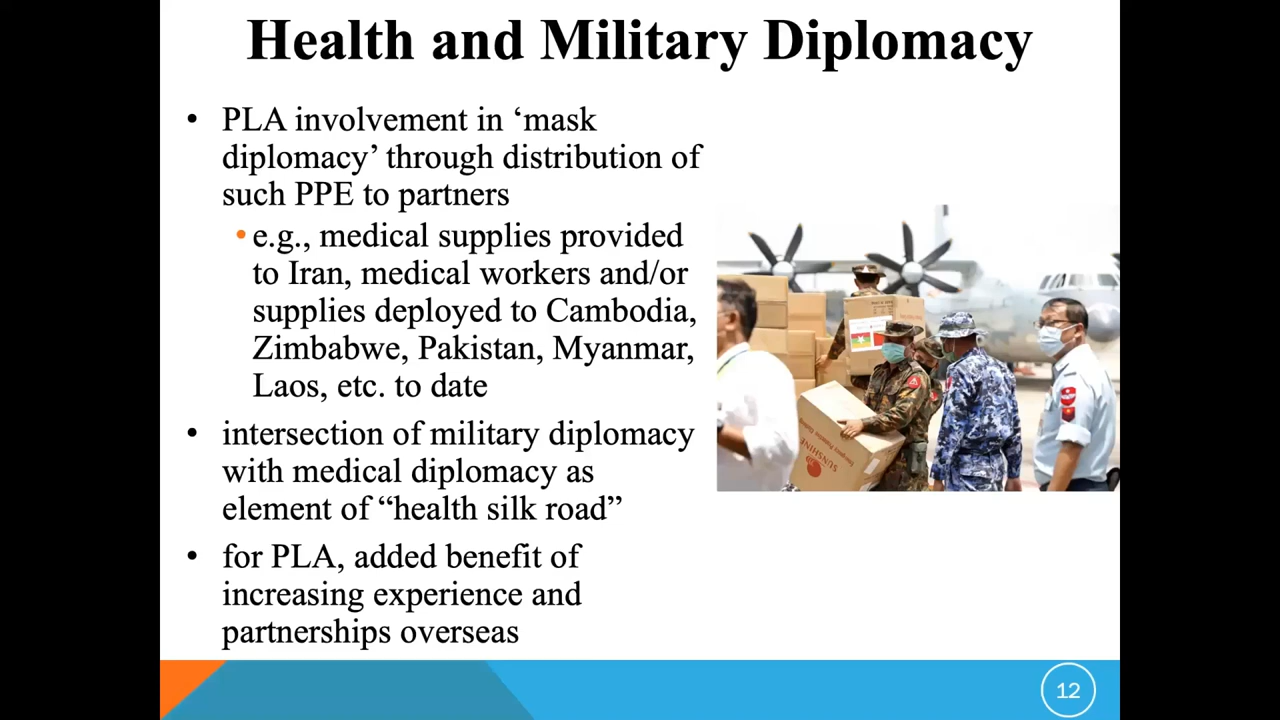 Health and Military Diplomacy
• PLA involvement in ‘mask
diplomacy’ through distribution of
such PPE to partners
• e.g., medical supplies provided
to Iran, medical workers and/or
supplies deployed to Cambodia,
Zimbabwe, Pakistan, Myanmar,
Laos, etc. to date
• intersection of military diplomacy
with medical diplomacy as
element of “health silk road”
• for PLA, added benefit of
increasing experience and
partnerships overseas
SUNSHINE
12